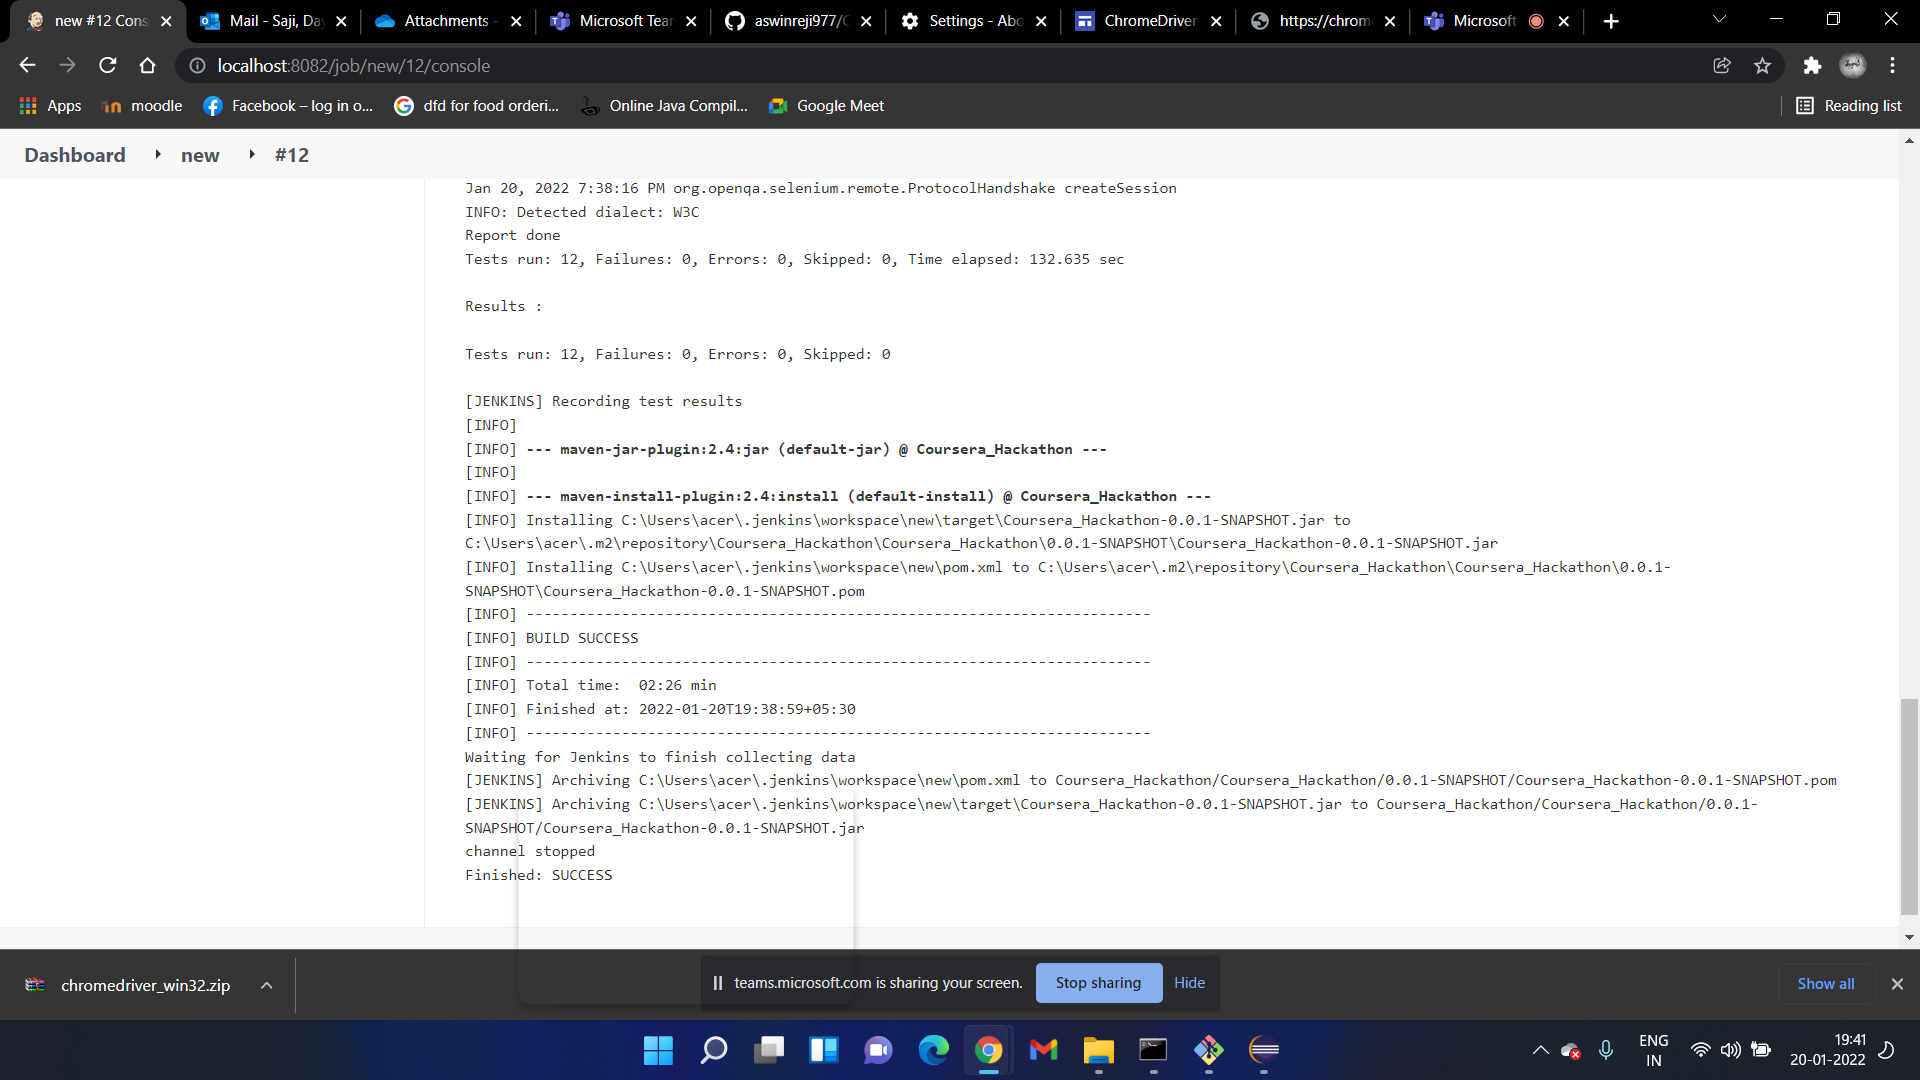 new #12 Cons
Mail - Saji, Da
Attachments -
Microsoft Tea
aswinreji977/C
Settings - Abo
ChromeDriver
https://chrom
Microsoft
localhost:8082/job/new/12/console
Apps
moodle
Facebook – log in o...
dfd for food orderi...
Online Java Compil...
Google Meet
Reading list
Dashboard
new
#12
Jan 20, 2022 7:38:16 PM org.openqa.selenium.remote.ProtocolHandshake createSession
INFO: Detected dialect: W3C
Report done
Tests run: 12, Failures: 0, Errors: 0, Skipped: 0, Time elapsed: 132.635 sec
Results :
Tests run: 12, Failures: 0, Errors: 0, Skipped: 0
[JENKINS] Recording test results
[INFO]
[INFO] --- maven-jar-plugin:2.4:jar (default-jar) @ Coursera_Hackathon ---
[INFO]
[INFO] --- maven-install-plugin:2.4:install (default-install) @ Coursera_Hackathon ---
[INFO] Installing C:\Users\acer\.jenkins\workspace\new\target\Coursera_Hackathon-0.0.1-SNAPSHOT.jar to
C:\Users\acer\.m2\repository\Coursera_Hackathon\Coursera_Hackathon\0.0.1-SNAPSHOT\Coursera_Hackathon-0.0.1-SNAPSHOT.jar
[INFO] Installing C:\Users\acer\.jenkins\workspace\new\pom.xml to C:\Users\acer\.m2\repository\Coursera_Hackathon\Coursera_Hackathon\0.0.1-
SNAPSHOT\Coursera_Hackathon-0.0.1-SNAPSHOT.pom
[INFO] ------------------------------------------------------------------------
[INFO] BUILD SUCCESS
[INFO] ------------------------------------------------------------------------
[INFO] Total time:  02:26 min
[INFO] Finished at: 2022-01-20T19:38:59+05:30
[INFO] ------------------------------------------------------------------------
Waiting for Jenkins to finish collecting data
[JENKINS] Archiving C:\Users\acer\.jenkins\workspace\new\pom.xml to Coursera_Hackathon/Coursera_Hackathon/0.0.1-SNAPSHOT/Coursera_Hackathon-0.0.1-SNAPSHOT.pom
[JENKINS] Archiving C:\Users\acer\.jenkins\workspace\new\target\Coursera_Hackathon-0.0.1-SNAPSHOT.jar to Coursera_Hackathon/Coursera_Hackathon/0.0.1-
SNAPSHOT/Coursera_Hackathon-0.0.1-SNAPSHOT.jar
channel stopped
Finished: SUCCESS
chromedriver_win32.zip
teams.microsoft.com is sharing your screen.
Stop sharing
Hide
Show all
ENG
IN
19:41
20-01-2022